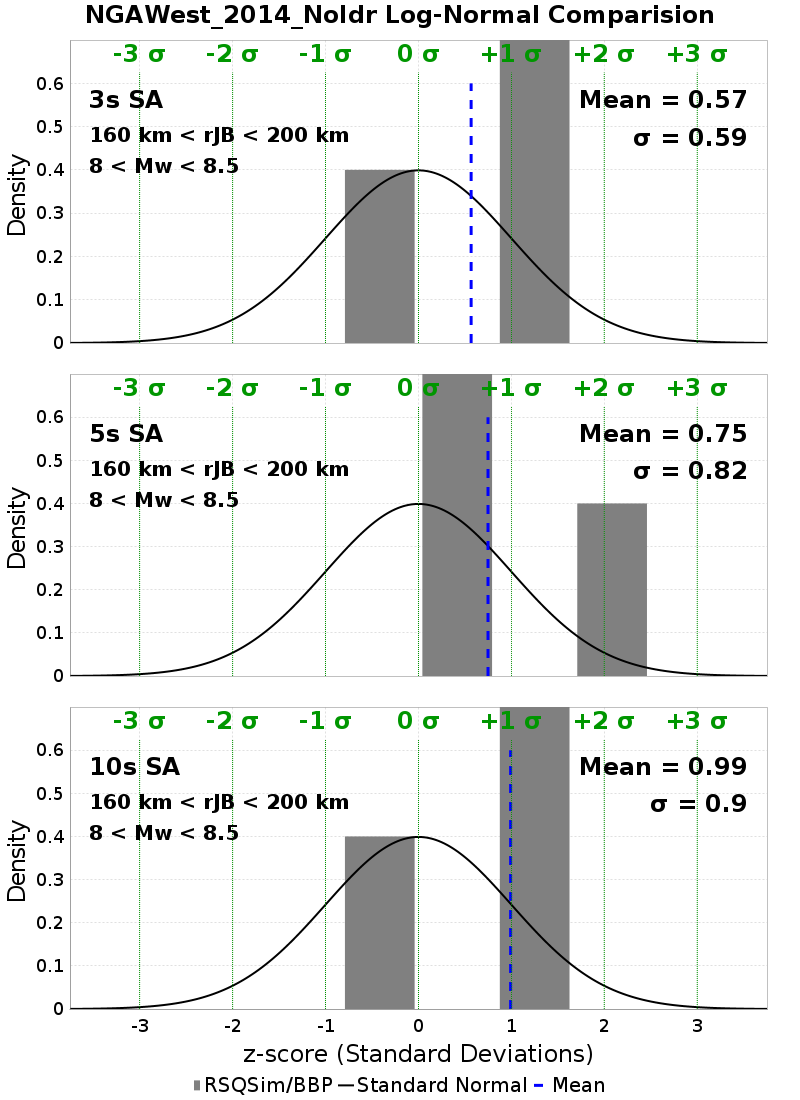 NGAWest_2014_NoIdr Log-Normal Comparision
-3 σ -2 σ -1 σ 0 σ +1 σ +2 σ +3 σ
3s SA
Mean = 0.57
160 km < rJB < 200 km
σ = 0.59
8 < Mw < 8.5
0.6
0.5
0.4
0.3
0.2
0.1
0
Density
-3 σ -2 σ -1 σ 0 σ +1 σ +2 σ +3 σ
5s SA
Mean = 0.75
160 km < rJB < 200 km
σ = 0.82
8 < Mw < 8.5
0.6
0.5
0.4
0.3
0.2
0.1
0
Density
-3 σ -2 σ -1 σ 0 σ +1 σ +2 σ +3 σ
10s SA
Mean = 0.99
160 km < rJB < 200 km
σ = 0.9
8 < Mw < 8.5
0.6
0.5
0.4
0.3
0.2
0.1
0
Density
-3 -2 -1 0 1 2 3
z-score (Standard Deviations)
RSQSim/BBP Standard Normal Mean